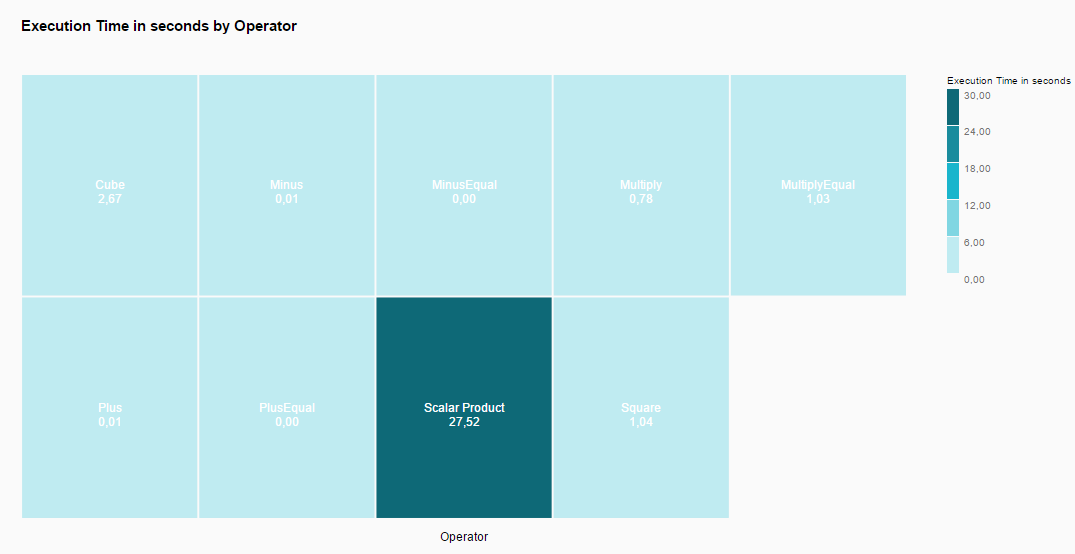 Execution Time in seconds by Operator
Execution Time in seconds
30,00
24,00
18,00
12,00
6,00
0,00
Cube
2,67
Minus
0,01
MinusEqual
0,00
Multiply
0,78
MultiplyEqual
1,03
Plus
0,01
PlusEqual
0,00
Scalar Product
27,52
Square
1,04
Operator